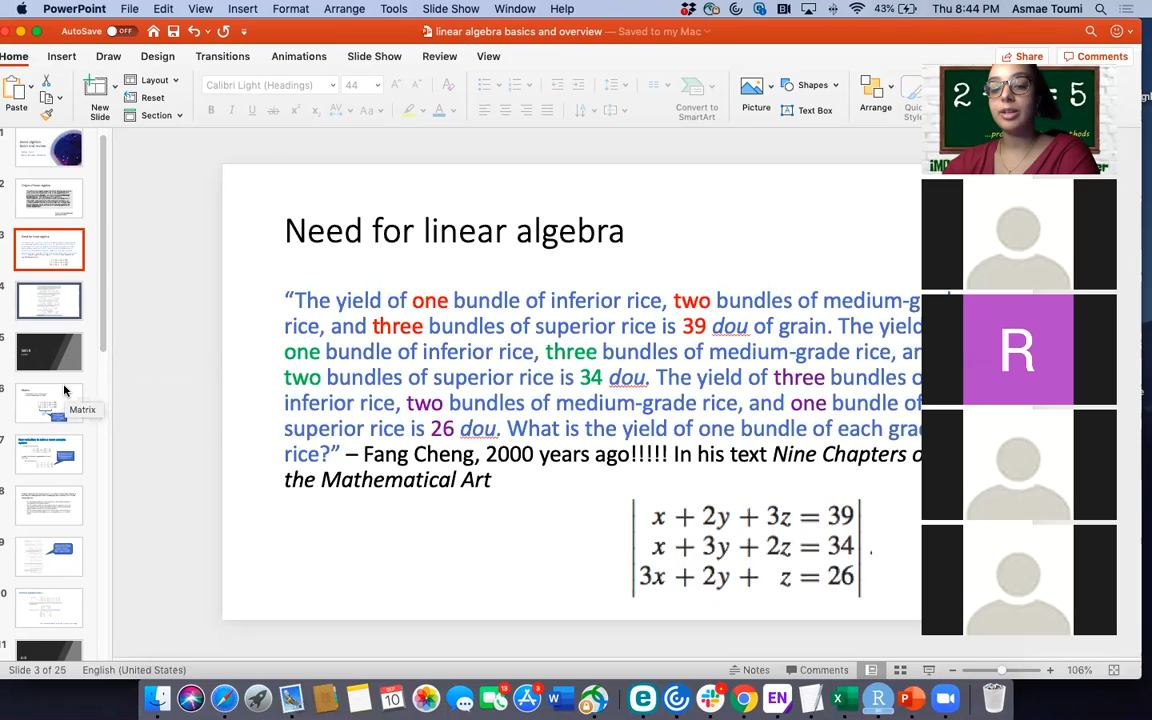 PowerPoint File Edit View Insert Format Arrange Tools Slide Show Window Help 43% Thu 8:44 PM Asmae Toumi
AutoSave OFF linear algebra basics and overview — Saved to my Mac
Home Insert Draw Design Transitions Animations Slide Show Review View Share Comments
Paste New Slide Layout Reset Section Calibri Light (Headings) 44 Convert to SmartArt Picture Shapes Text Box Arrange
2 = 5
Need for linear algebra
“The yield of one bundle of inferior rice, two bundles of medium-g
rice, and three bundles of superior rice is 39 dou of grain. The yield
one bundle of inferior rice, three bundles of medium-grade rice, ar
two bundles of superior rice is 34 dou. The yield of three bundles o
inferior rice, two bundles of medium-grade rice, and one bundle of
superior rice is 26 dou. What is the yield of one bundle of each gra
rice?” – Fang Cheng, 2000 years ago!!!!! In his text Nine Chapters o
the Mathematical Art
x + 2y + 3z = 39
x + 3y + 2z = 34 .
3x + 2y + z = 26
Matrix
R
Slide 3 of 25 English (United States) Notes Comments 106%